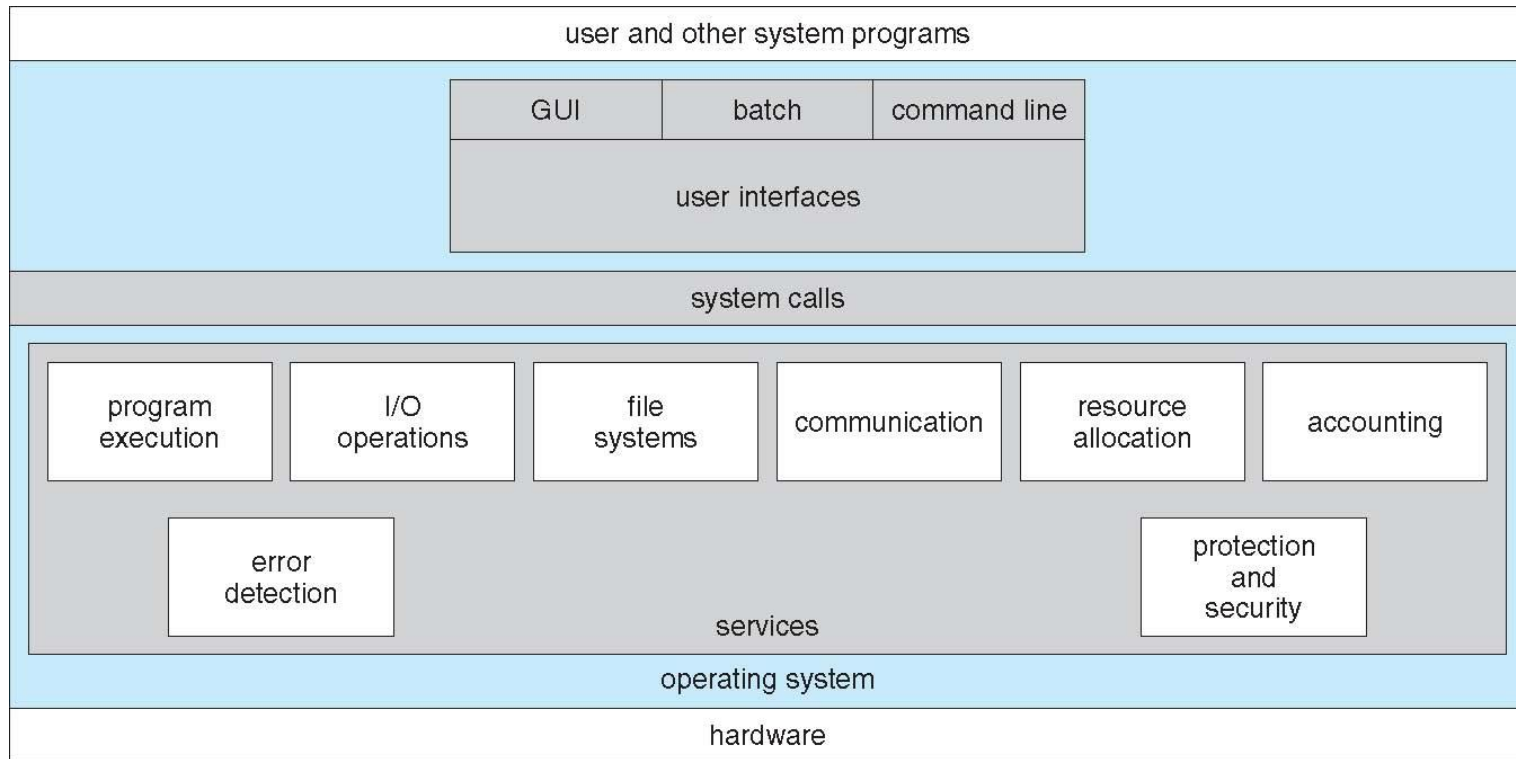 user and other system programs
GUI
batch
command line
user interfaces
system calls
program
execution
I/O
operations
file
systems
communication
resource
allocation
accounting
error
detection
protection
and
security
services
operating system
hardware